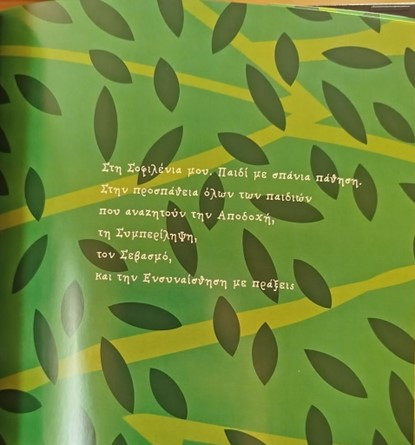 Στη Σοφιλένια μου, Παιδί με σπάνια πάθηση.
Στην προσπάθεια όλων των παιδιών
που αναζητούν την Αποδοχή,
τη Συμπερίληψη,
τον Σεβασμό,
και την Ενσυναίσθηση με πράξεις